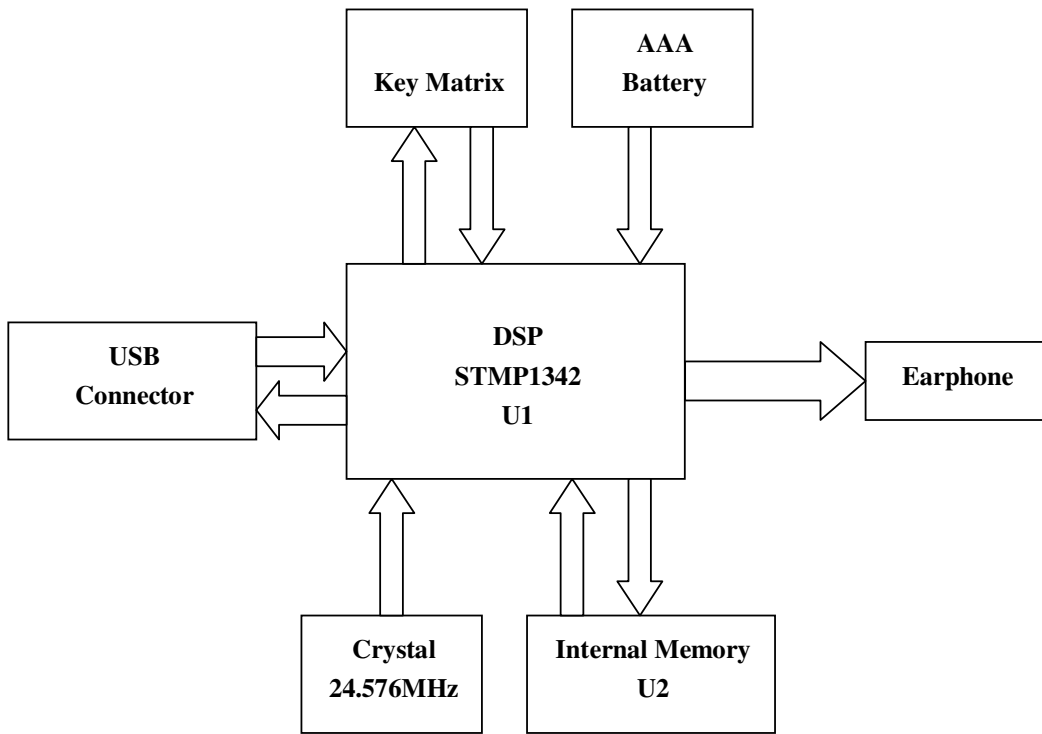 Key Matrix
AAA
Battery
USB
Connector
DSP
STMP1342
U1
Earphone
Crystal
24.576MHz
Internal Memory
U2